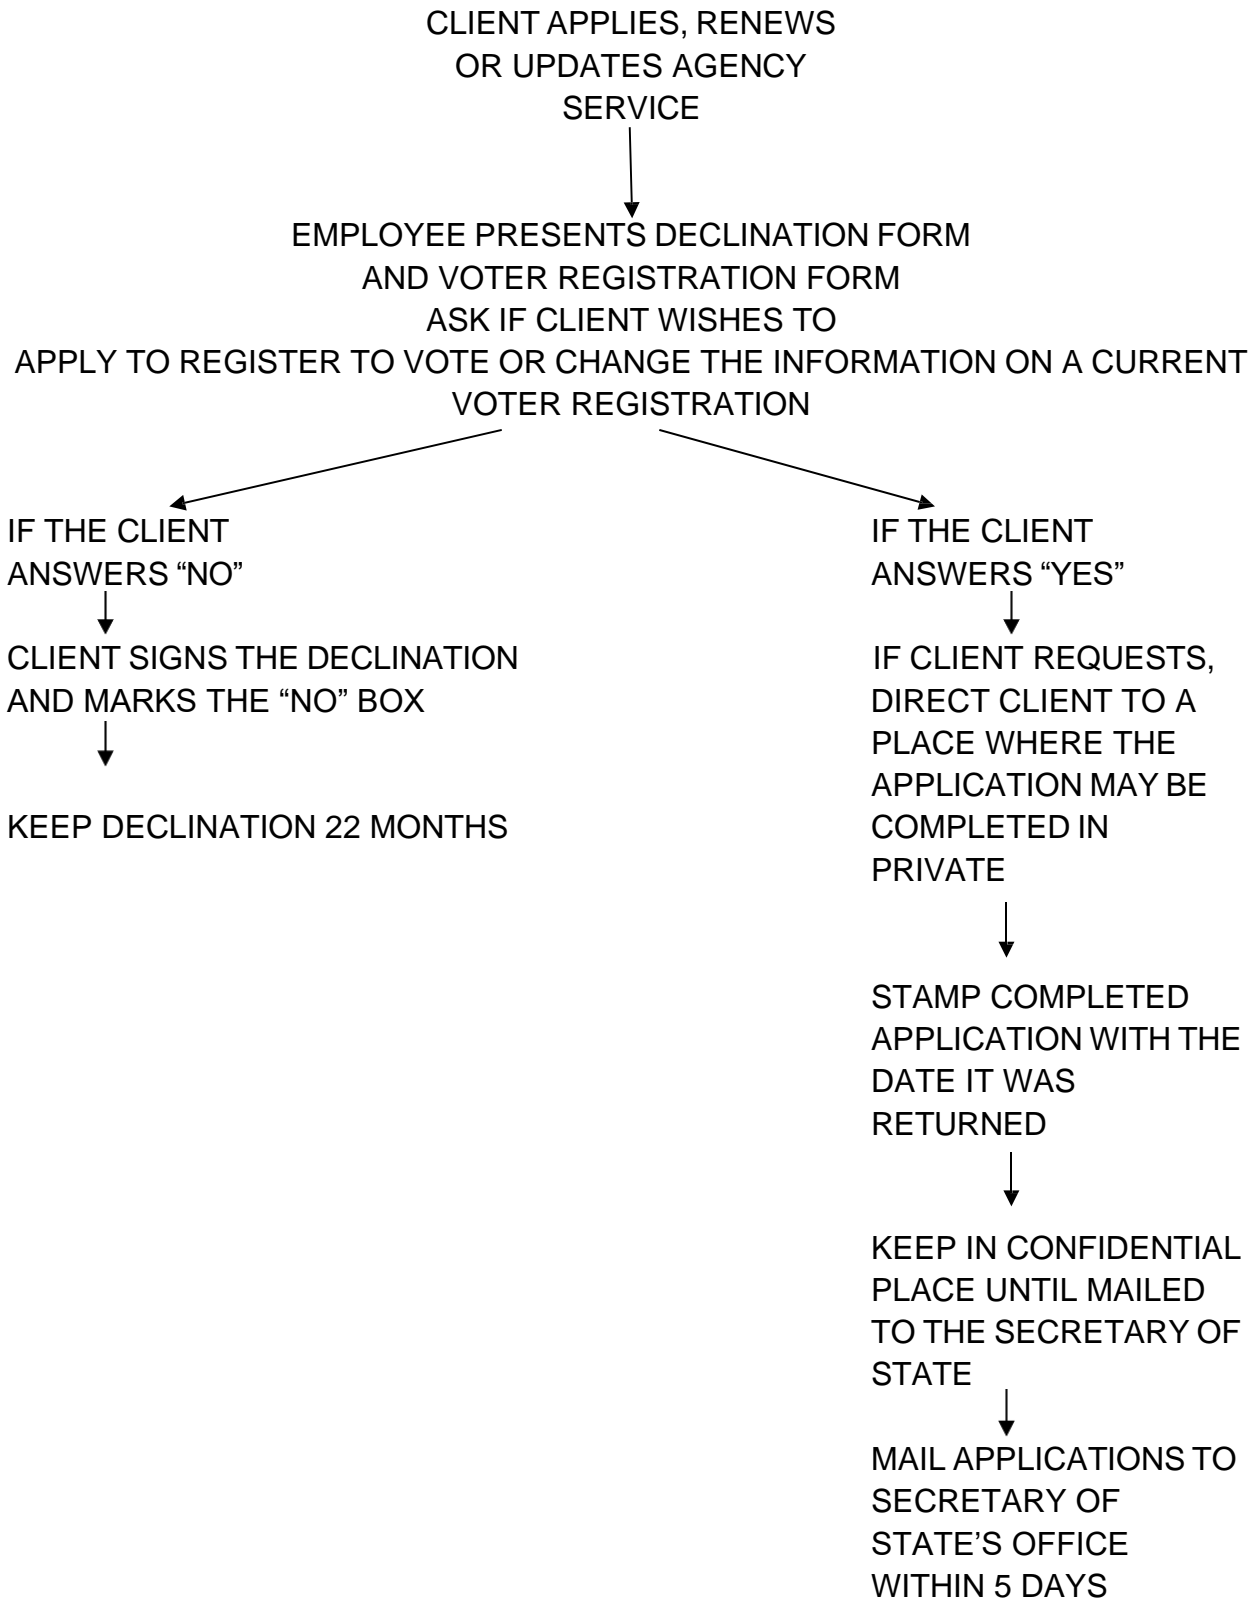 CLIENT APPLIES, RENEWS
OR UPDATES AGENCY
SERVICE
EMPLOYEE PRESENTS DECLINATION FORM
AND VOTER REGISTRATION FORM
ASK IF CLIENT WISHES TO
APPLY TO REGISTER TO VOTE OR CHANGE THE INFORMATION ON A CURRENT
VOTER REGISTRATION
IF THE CLIENT
ANSWERS “NO”
CLIENT SIGNS THE DECLINATION
AND MARKS THE “NO” BOX
KEEP DECLINATION 22 MONTHS
IF THE CLIENT
ANSWERS “YES”
IF CLIENT REQUESTS,
DIRECT CLIENT TO A
PLACE WHERE THE
APPLICATION MAY BE
COMPLETED IN
PRIVATE
STAMP COMPLETED
APPLICATION WITH THE
DATE IT WAS
RETURNED
KEEP IN CONFIDENTIAL
PLACE UNTIL MAILED
TO THE SECRETARY OF
STATE
MAIL APPLICATIONS TO
SECRETARY OF
STATE’S OFFICE
WITHIN 5 DAYS